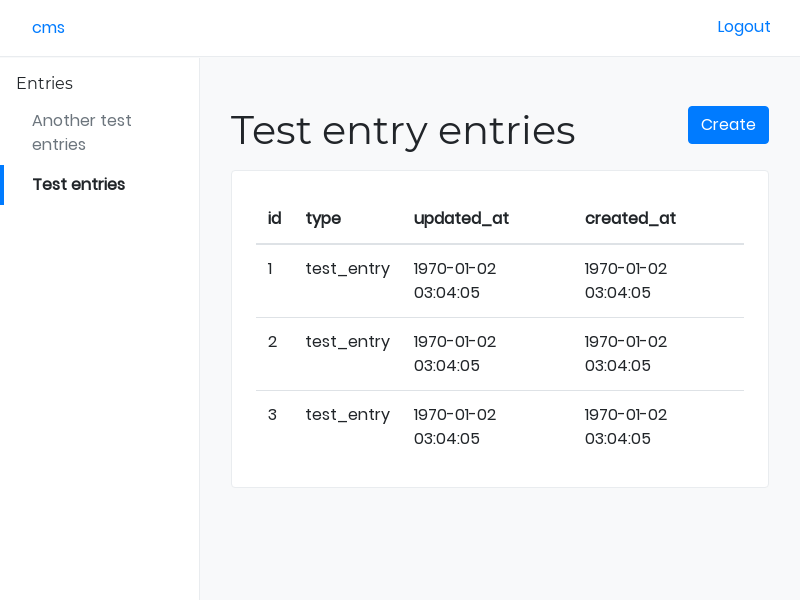 cms
Logout
Entries
Another test
entries
Test entries
Test entry entries
Create
id type updated_at created_at
1 test_entry 1970-01-02 1970-01-02
03:04:05 03:04:05
2 test_entry 1970-01-02 1970-01-02
03:04:05 03:04:05
3 test_entry 1970-01-02 1970-01-02
03:04:05 03:04:05